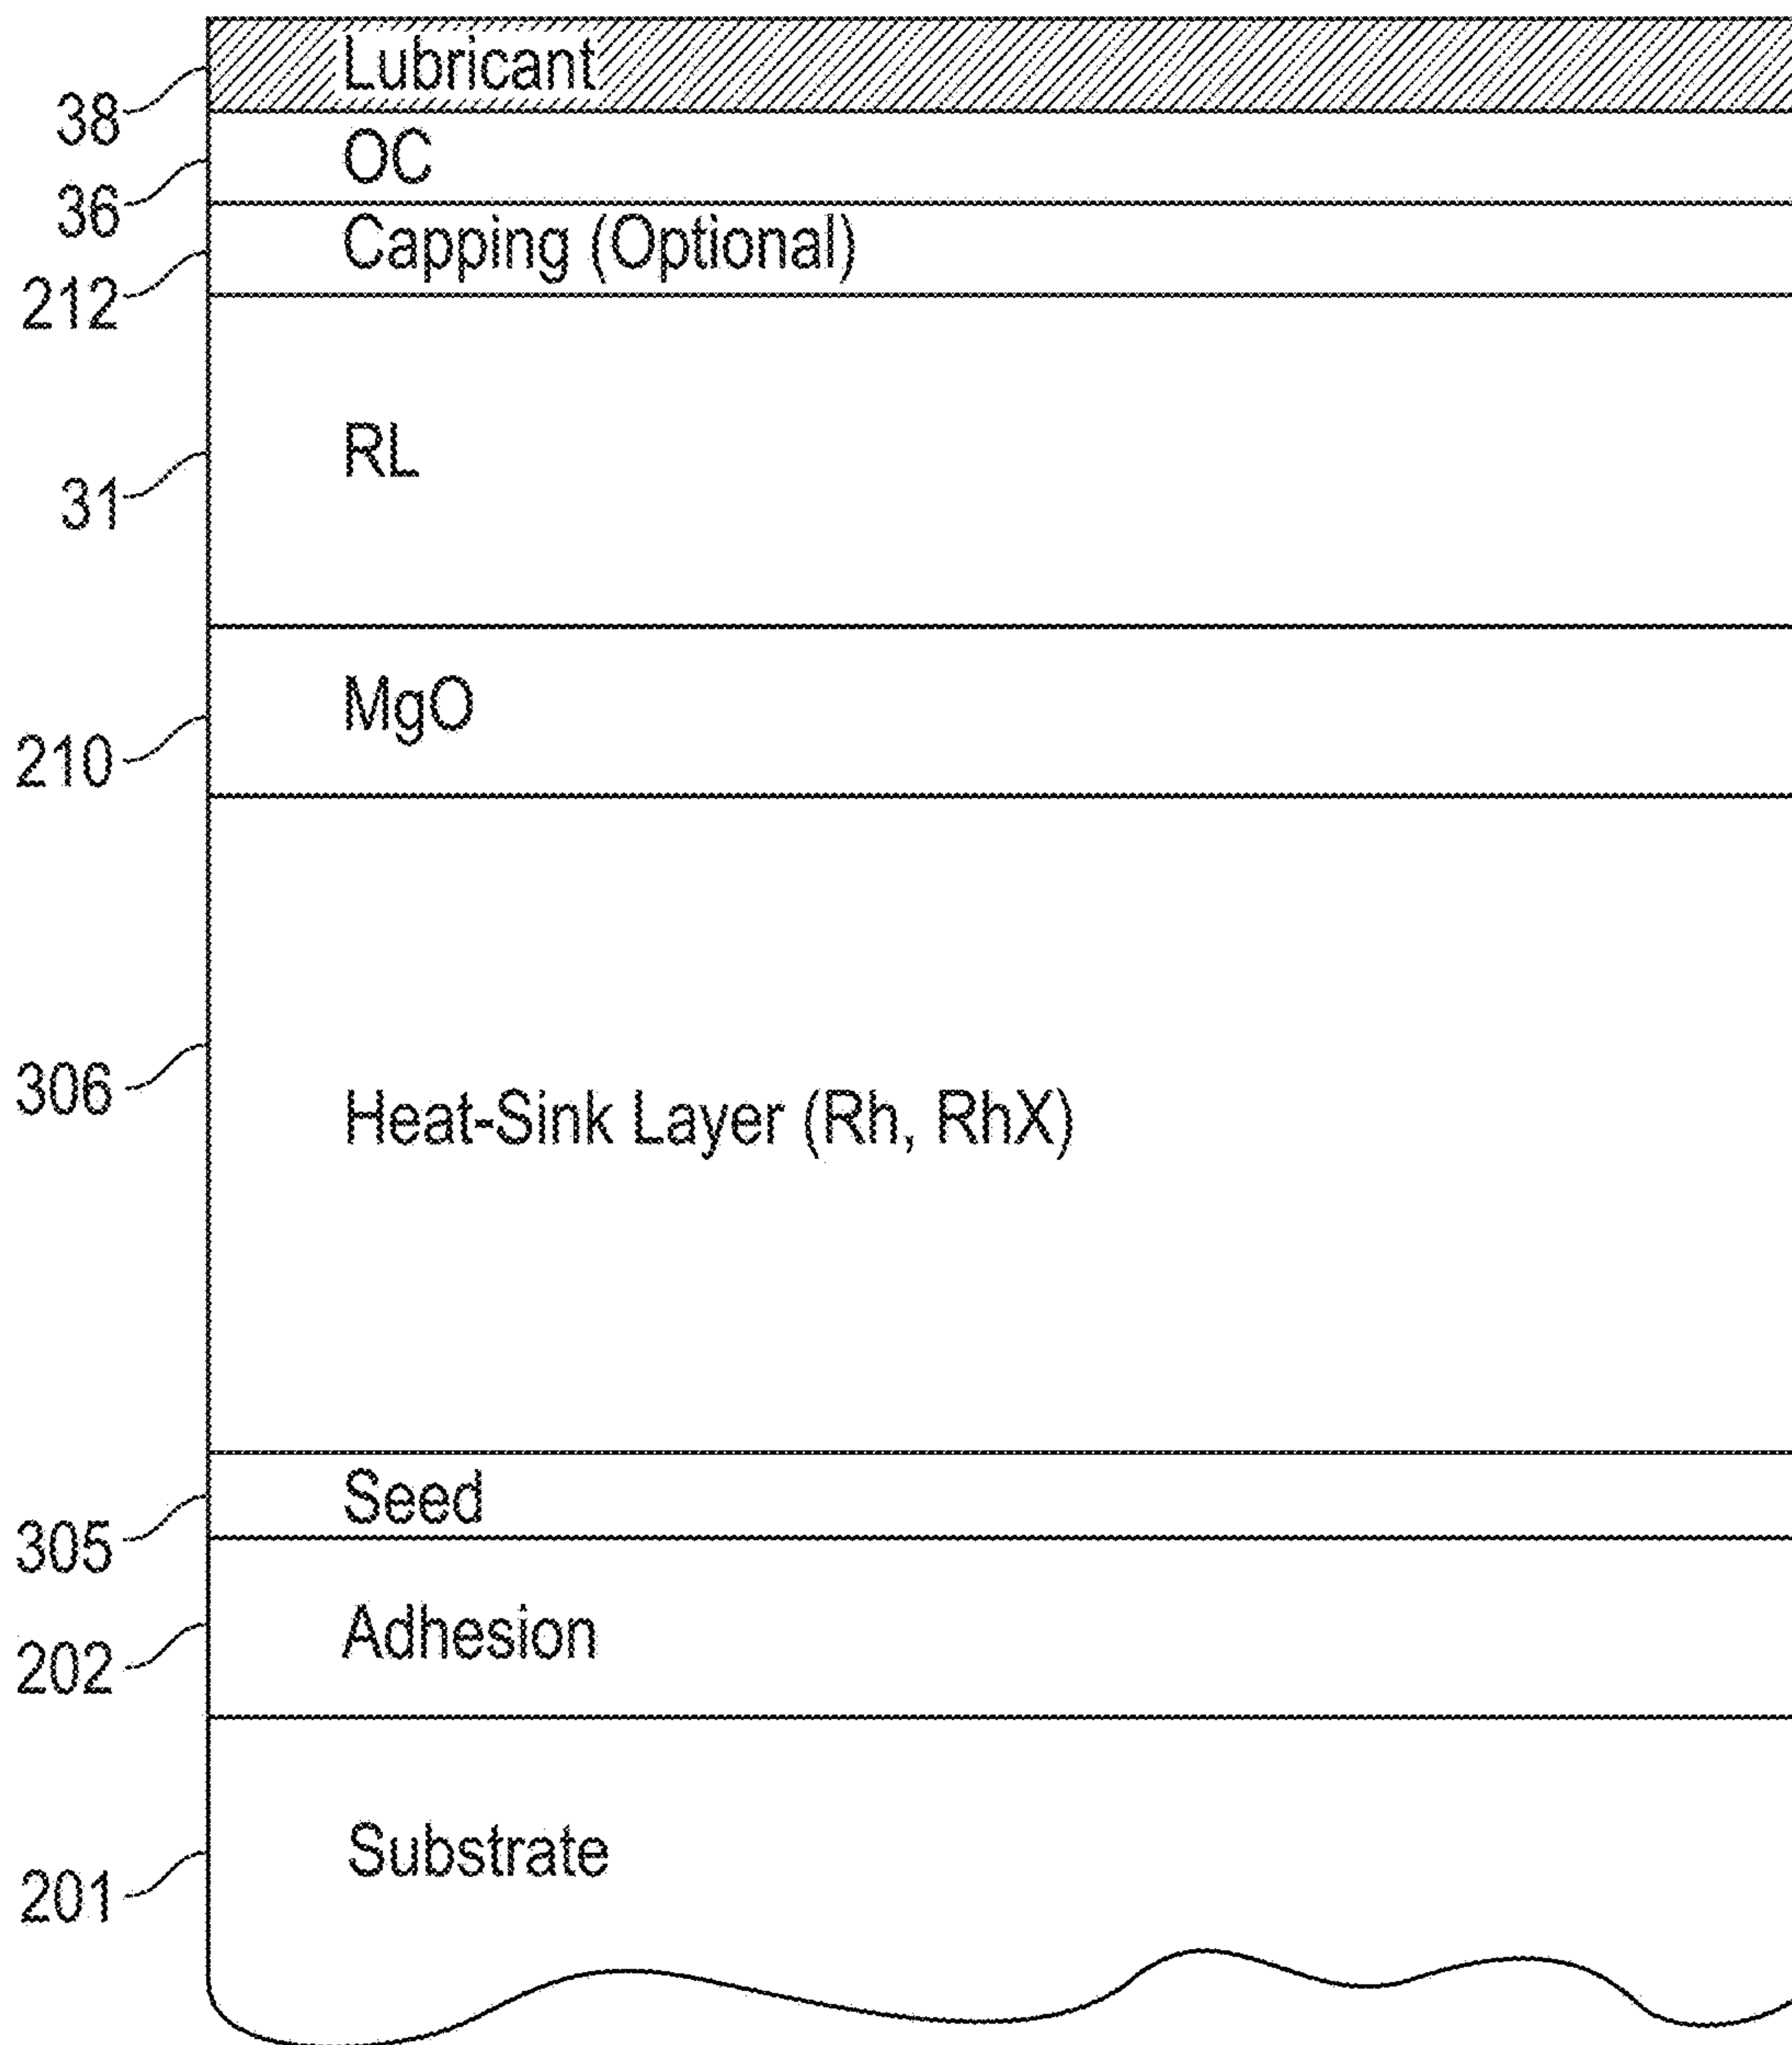 Lubricant
38
OC
36
Capping (Optional)
212
RL
31
MgO
210
306
Heat-Sink Layer (Rh, RhX)
Seed
305
Adhesion
202
Substrate
201